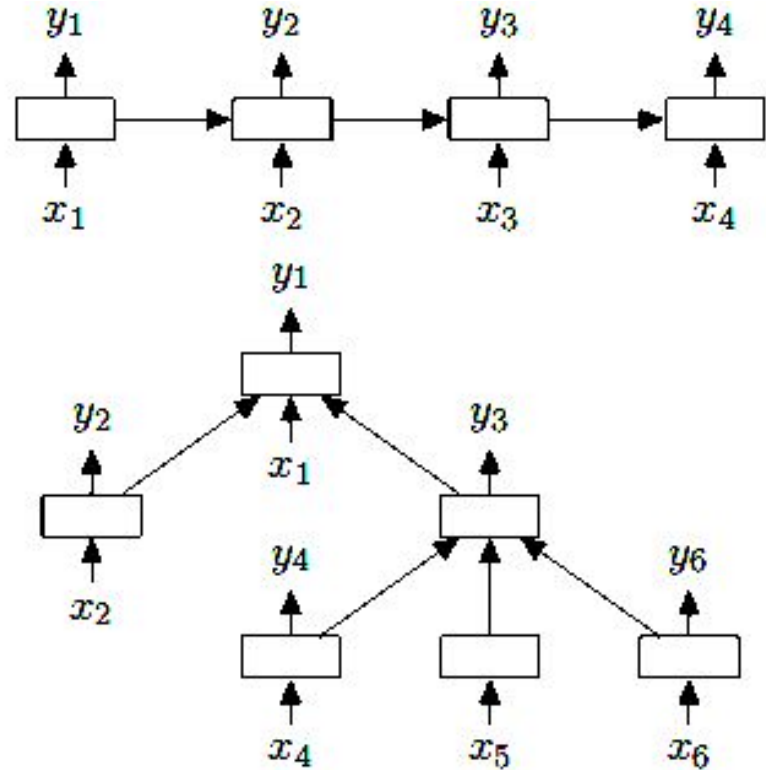 y₁ y₂ y₃ y₄
x₁ x₂ x₃ x₄
y₁
y₂ y₃
x₁
y₄ y₆
x₂
x₄ x₅ x₆